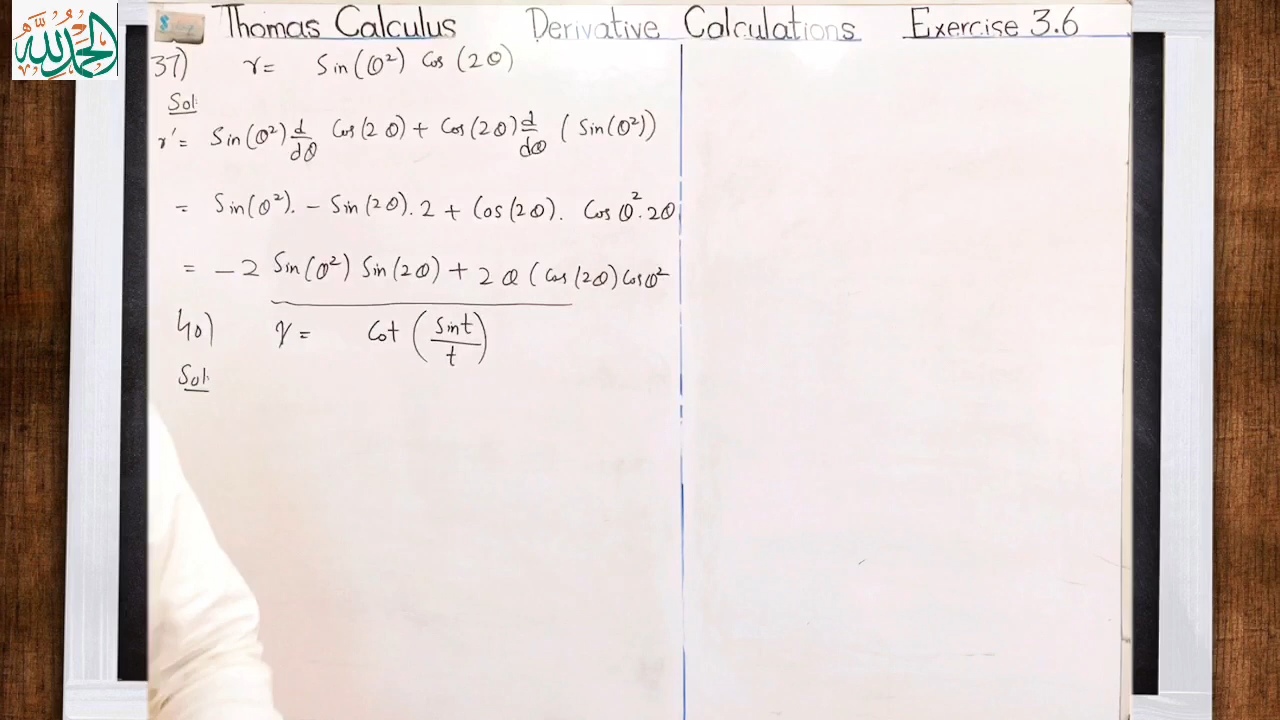 الحمد لله
Thomas Calculus Derivative Calculations Exercise 3.6
37) r = Sin(θ²) Cos(2θ)
Sol:
r' = Sin(θ²) d/dθ Cos(2θ) + Cos(2θ) d/dθ (Sin(θ²))
= Sin(θ²). - Sin(2θ). 2 + Cos(2θ). Cos θ². 2θ
= -2 Sin(θ²) Sin(2θ) + 2θ (Cos(2θ) Cosθ²
40) q = Cot (Sint/t)
Sol: